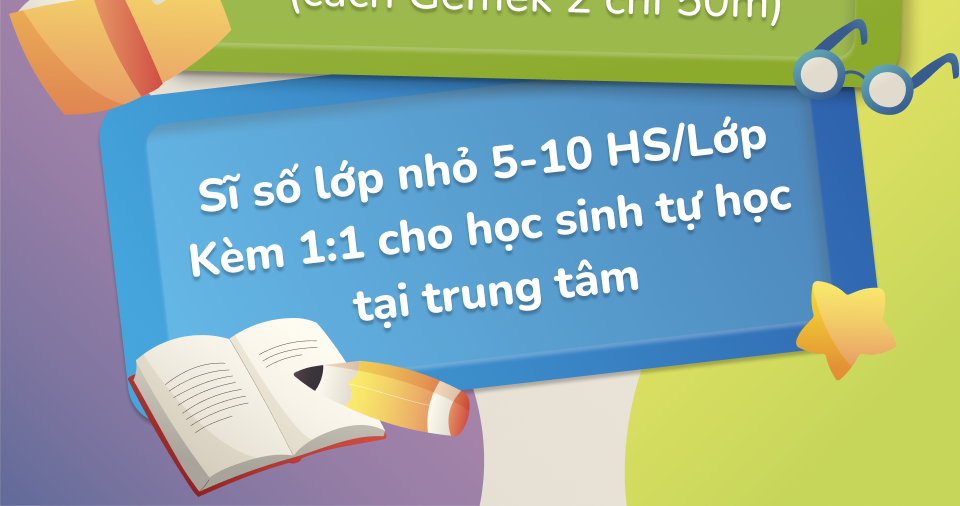 (cách Gemek 2 chỉ 50m)
Sĩ số lớp nhỏ 5-10 HS/Lớp
Kèm 1:1 cho học sinh tự học
tại trung tâm